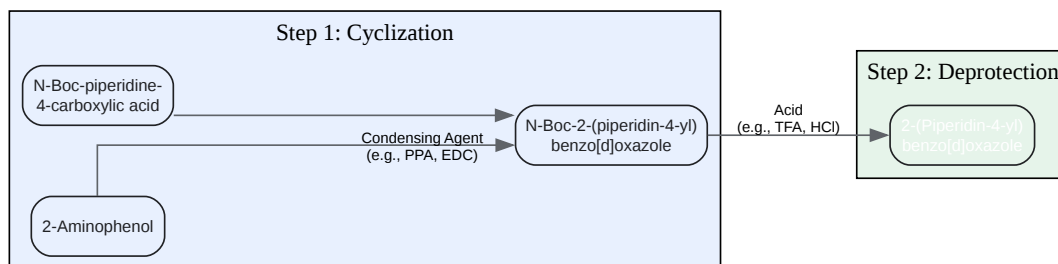 Step 1: Cyclization
N-Boc-piperidine-
4-carboxylic acid
Condensing Agent
(e.g., PPA, EDC)
2-Aminophenol
N-Boc-2-(piperidin-4-yl)
benzo[d]oxazole
Acid
(e.g., TFA, HCl)
Step 2: Deprotection
2-(Piperidin-4-yl)
benzo[d]oxazole